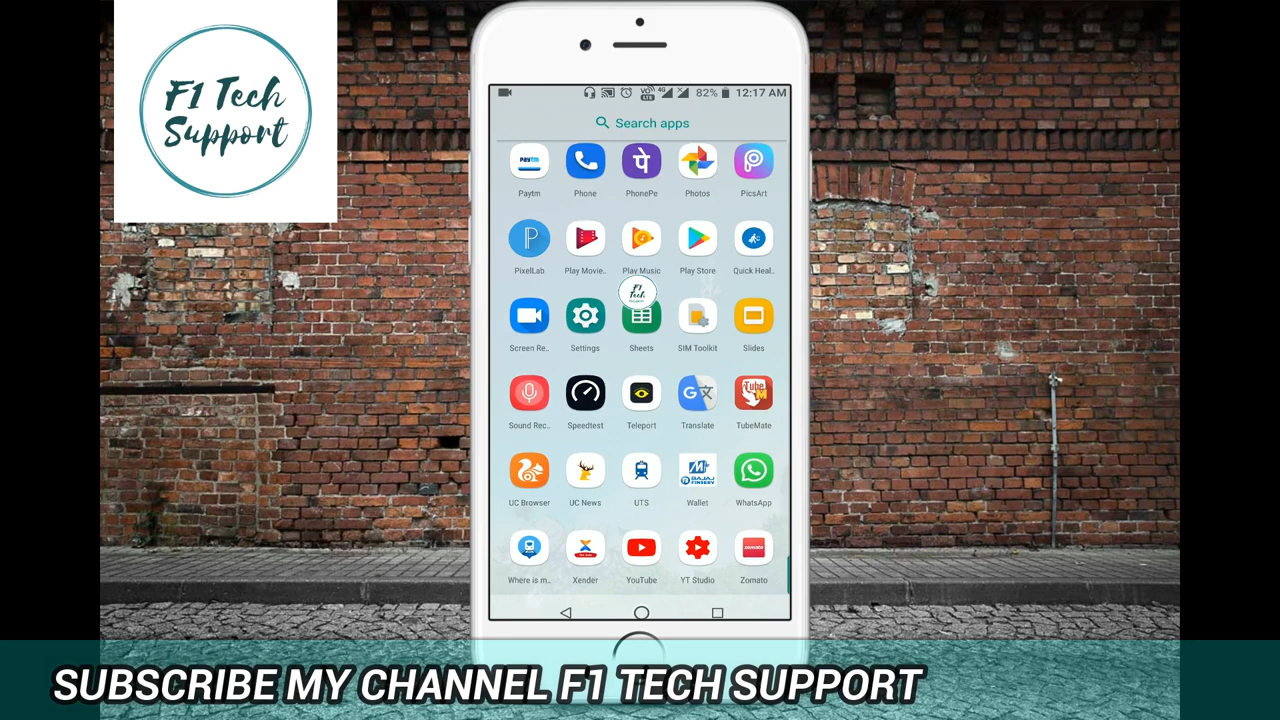 F1 Tech
Support
82% 12:17 AM
Search apps
Paytm Phone PhonePe Photos PicsArt
PixelLab Play Movie.. Play Music Play Store Quick Heal..
F1
Tech
Screen Re.. Settings Sheets SIM Toolkit Slides
Sound Rec.. Speedtest Teleport Translate TubeMate
UC Browser UC News UTS Wallet WhatsApp
Where is m.. Xender YouTube YT Studio Zomato
SUBSCRIBE MY CHANNEL F1 TECH SUPPORT